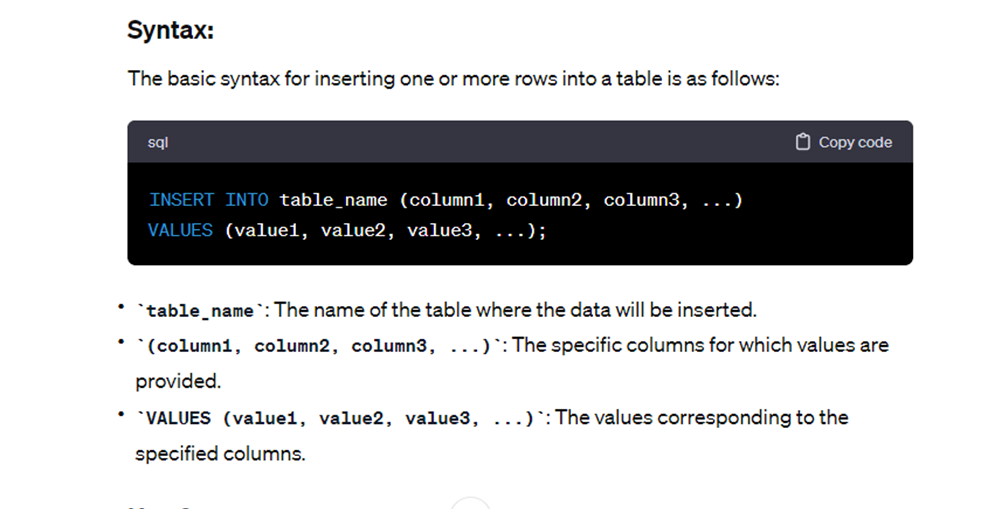 Syntax:
The basic syntax for inserting one or more rows into a table is as follows:
sql
Copy code
INSERT INTO table_name (column1, column2, column3, ...)
VALUES (value1, value2, value3, ...);
• `table_name`: The name of the table where the data will be inserted.
• `(column1, column2, column3, ...)`: The specific columns for which values are
provided.
• `VALUES (value1, value2, value3, ...)`: The values corresponding to the
specified columns.